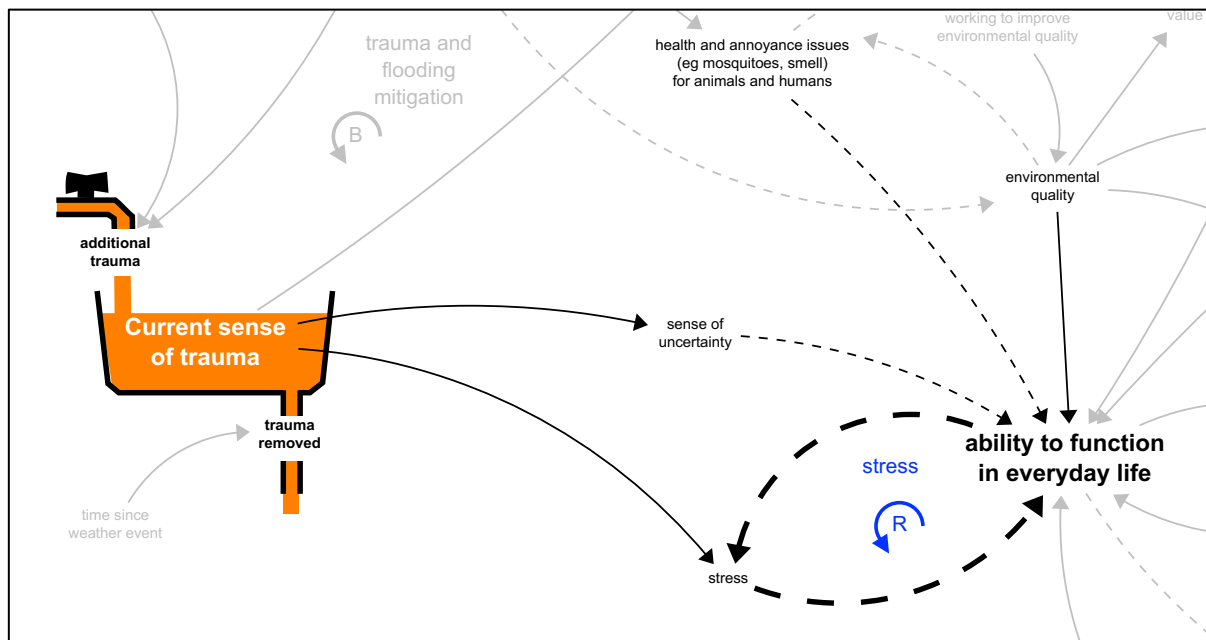 working to improve
environmental quality
value
trauma and
flooding
mitigation
B
health and annoyance issues
(eg mosquitoes, smell)
for animals and humans
environmental
quality
additional
trauma
Current sense
of trauma
sense of
uncertainty
trauma
removed
ability to function
in everyday life
stress
R
time since
weather event
stress